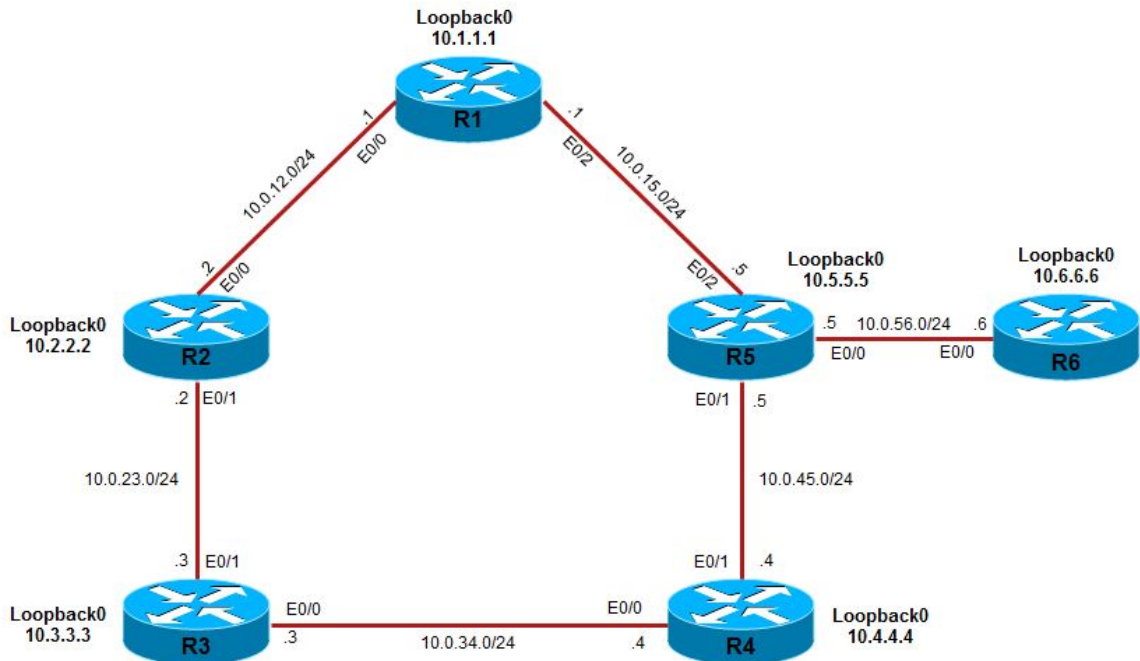 Loopback0
10.1.1.1
R1
.1
E0/0
.1
E0/2
10.0.12.0/24
10.0.15.0/24
.2
E0/0
.5
E0/2
Loopback0
10.5.5.5
Loopback0
10.6.6.6
Loopback0
10.2.2.2
R2
R5
.5
10.0.56.0/24
.6
E0/0
E0/0
R6
.2
E0/1
E0/1
.5
10.0.23.0/24
10.0.45.0/24
.3
E0/1
E0/1
.4
Loopback0
10.3.3.3
R3
E0/0
.3
10.0.34.0/24
E0/0
.4
R4
Loopback0
10.4.4.4